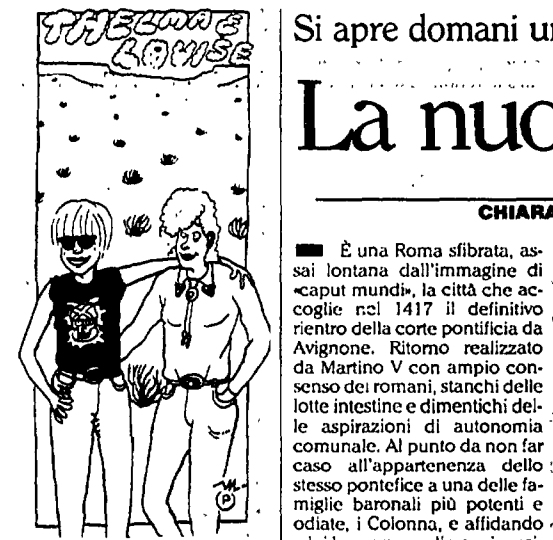 THELMA E
LOUISE
P
Si apre domani
La
CHIARA
È una Roma sfibrata, as-
sai lontana dall'immagine di
«caput mundi», la città che ac-
coglie nel 1417 il definitivo
rientro della corte pontificia da
Avignone. Ritorno realizzato
da Martino V con ampio con-
senso dei romani, stanchi delle
lotte intestine e dimentichi del-
le aspirazioni di autonomia
comunale. Al punto da non far
caso all'appartenenza dello
stesso pontefice a una delle fa-
miglie baronali più potenti e
odiate, i Colonna, e affidando